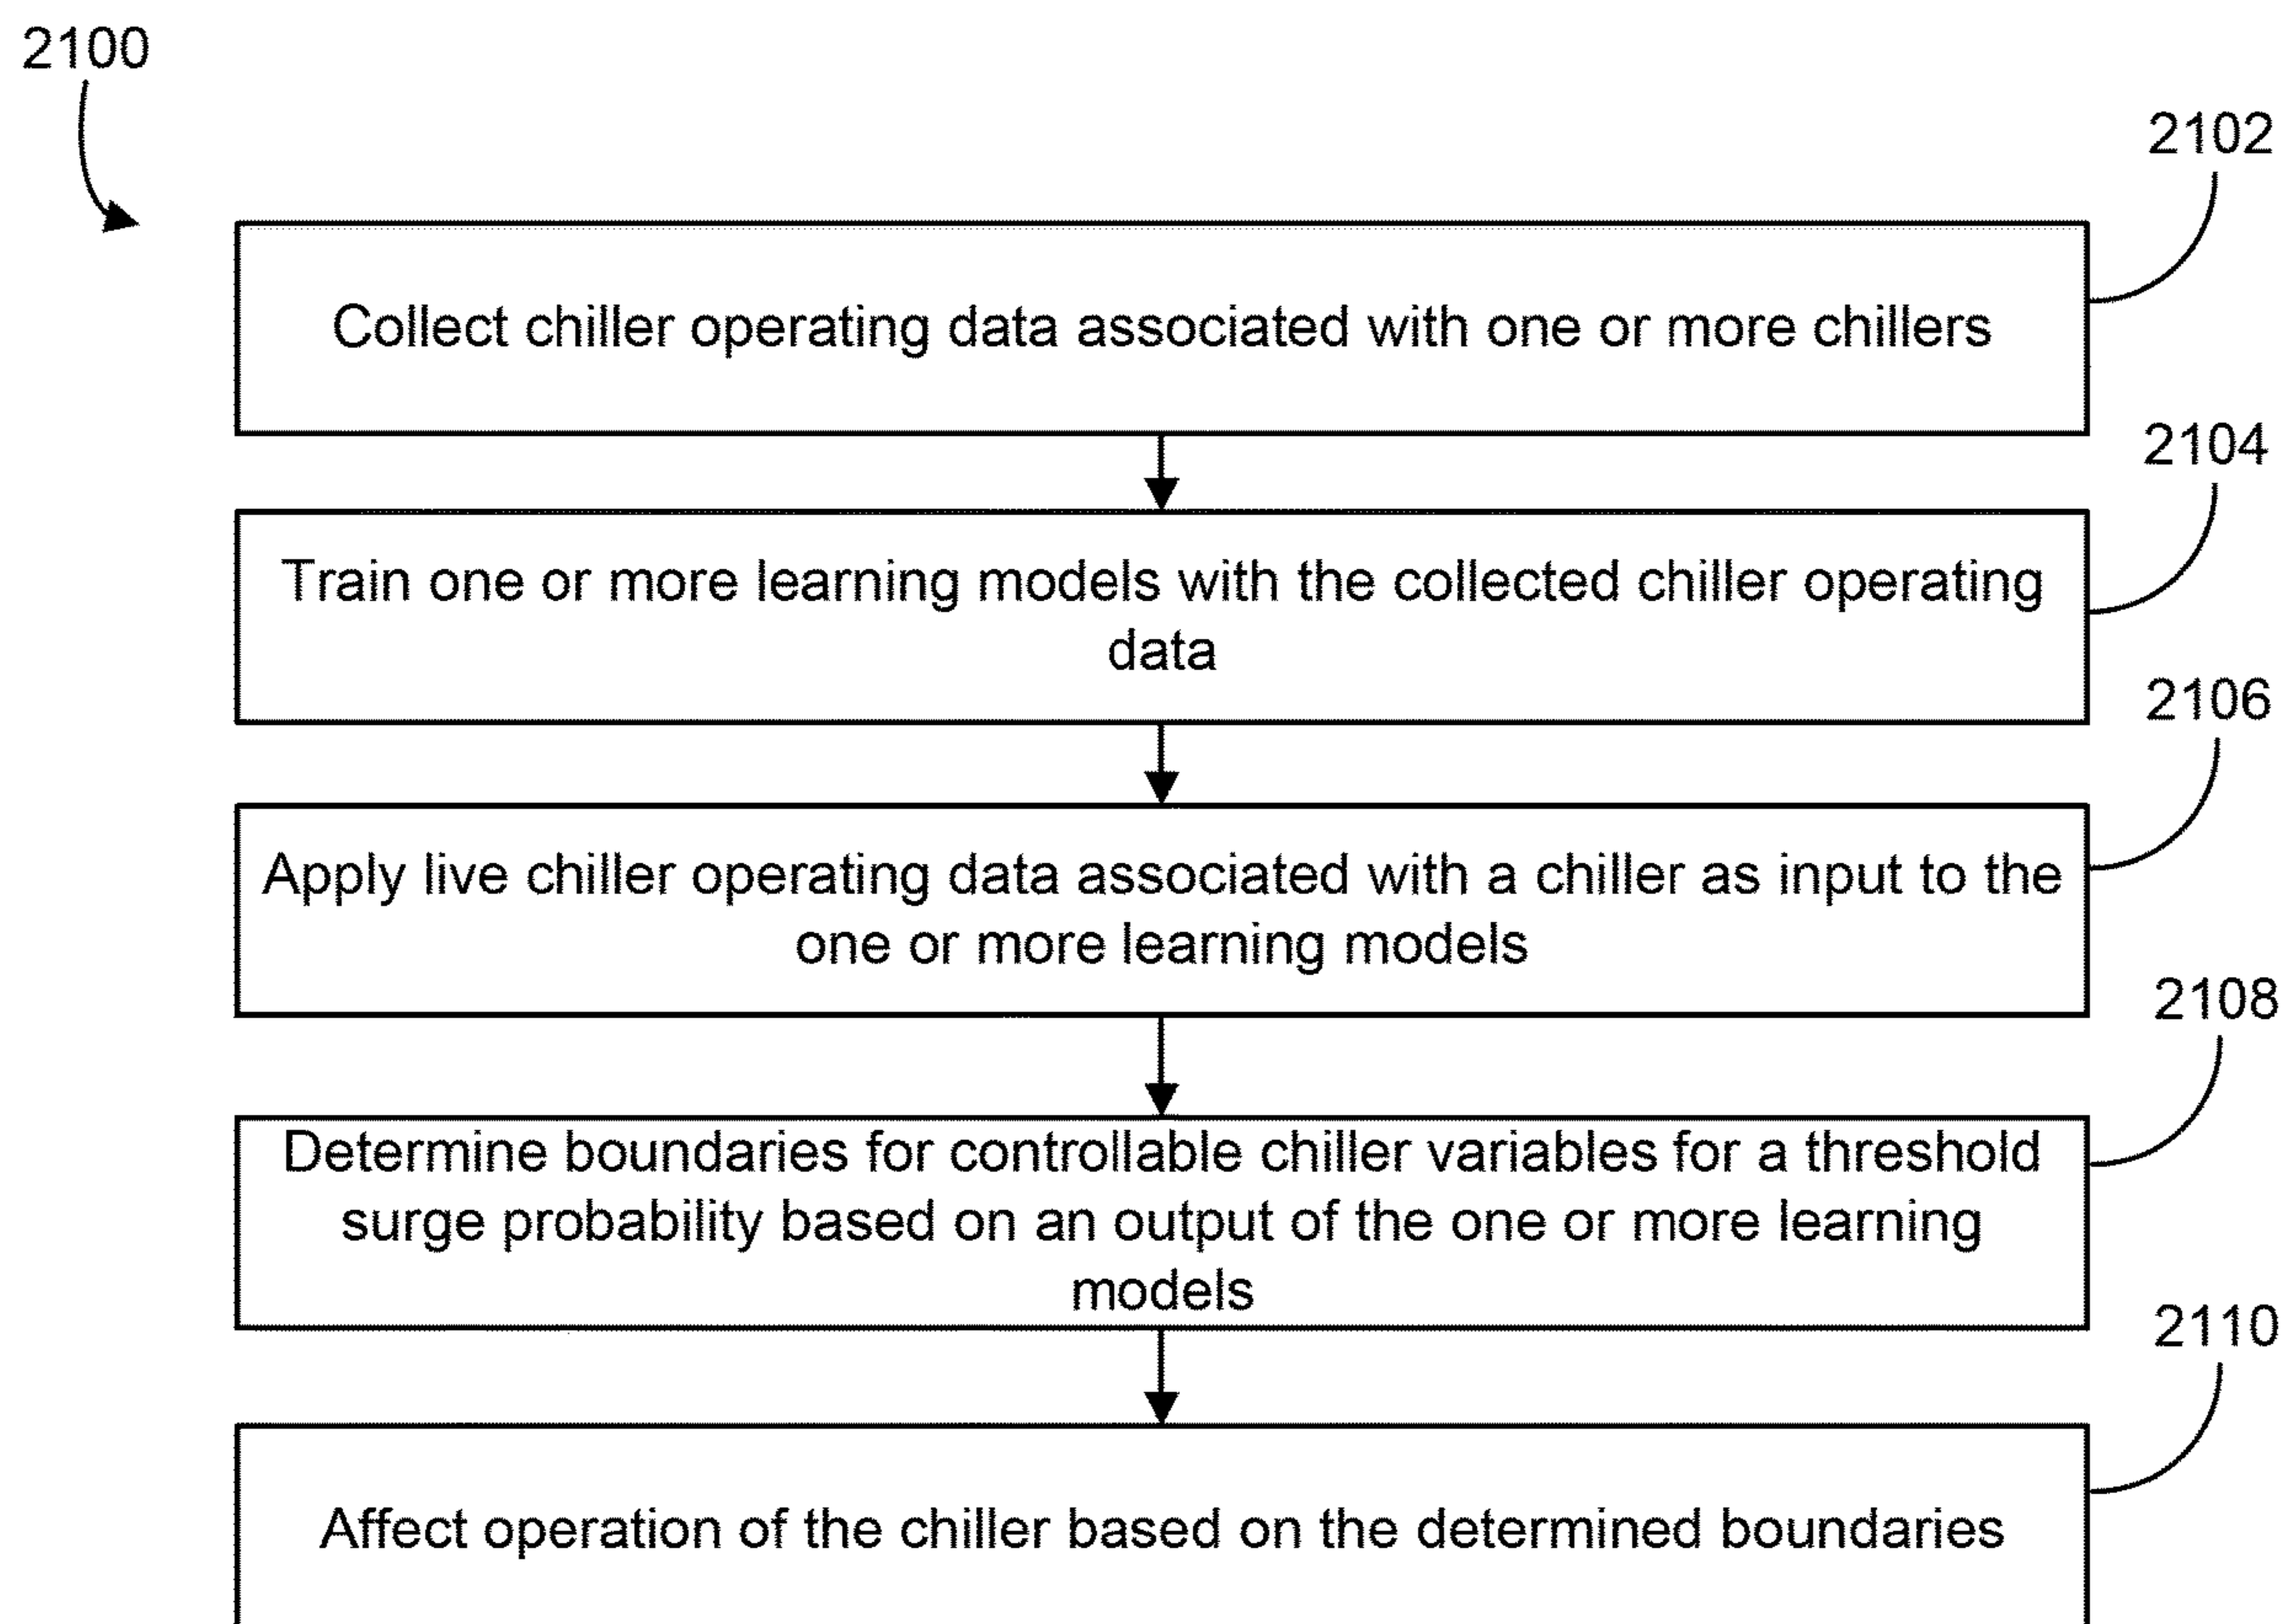 2100
2102
Collect chiller operating data associated with one or more chillers
2104
Train one or more learning models with the collected chiller operating
data
2106
Apply live chiller operating data associated with a chiller as input to the
one or more learning models
2108
Determine boundaries for controllable chiller variables for a threshold
surge probability based on an output of the one or more learning
models
2110
Affect operation of the chiller based on the determined boundaries